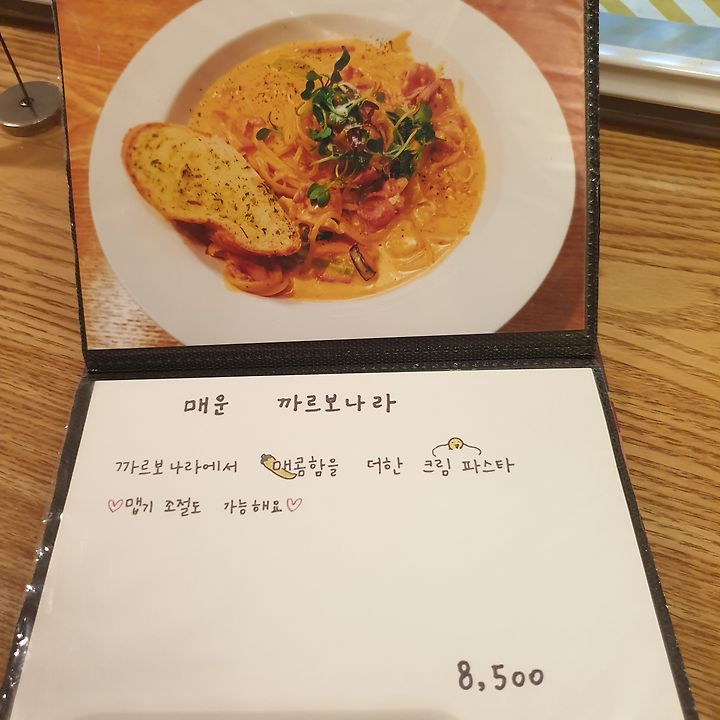 매운 까르보나라
까르보나라에서 매콤함을 더한 크림 파스타
♡맵기 조절도 가능해요♡
8,500